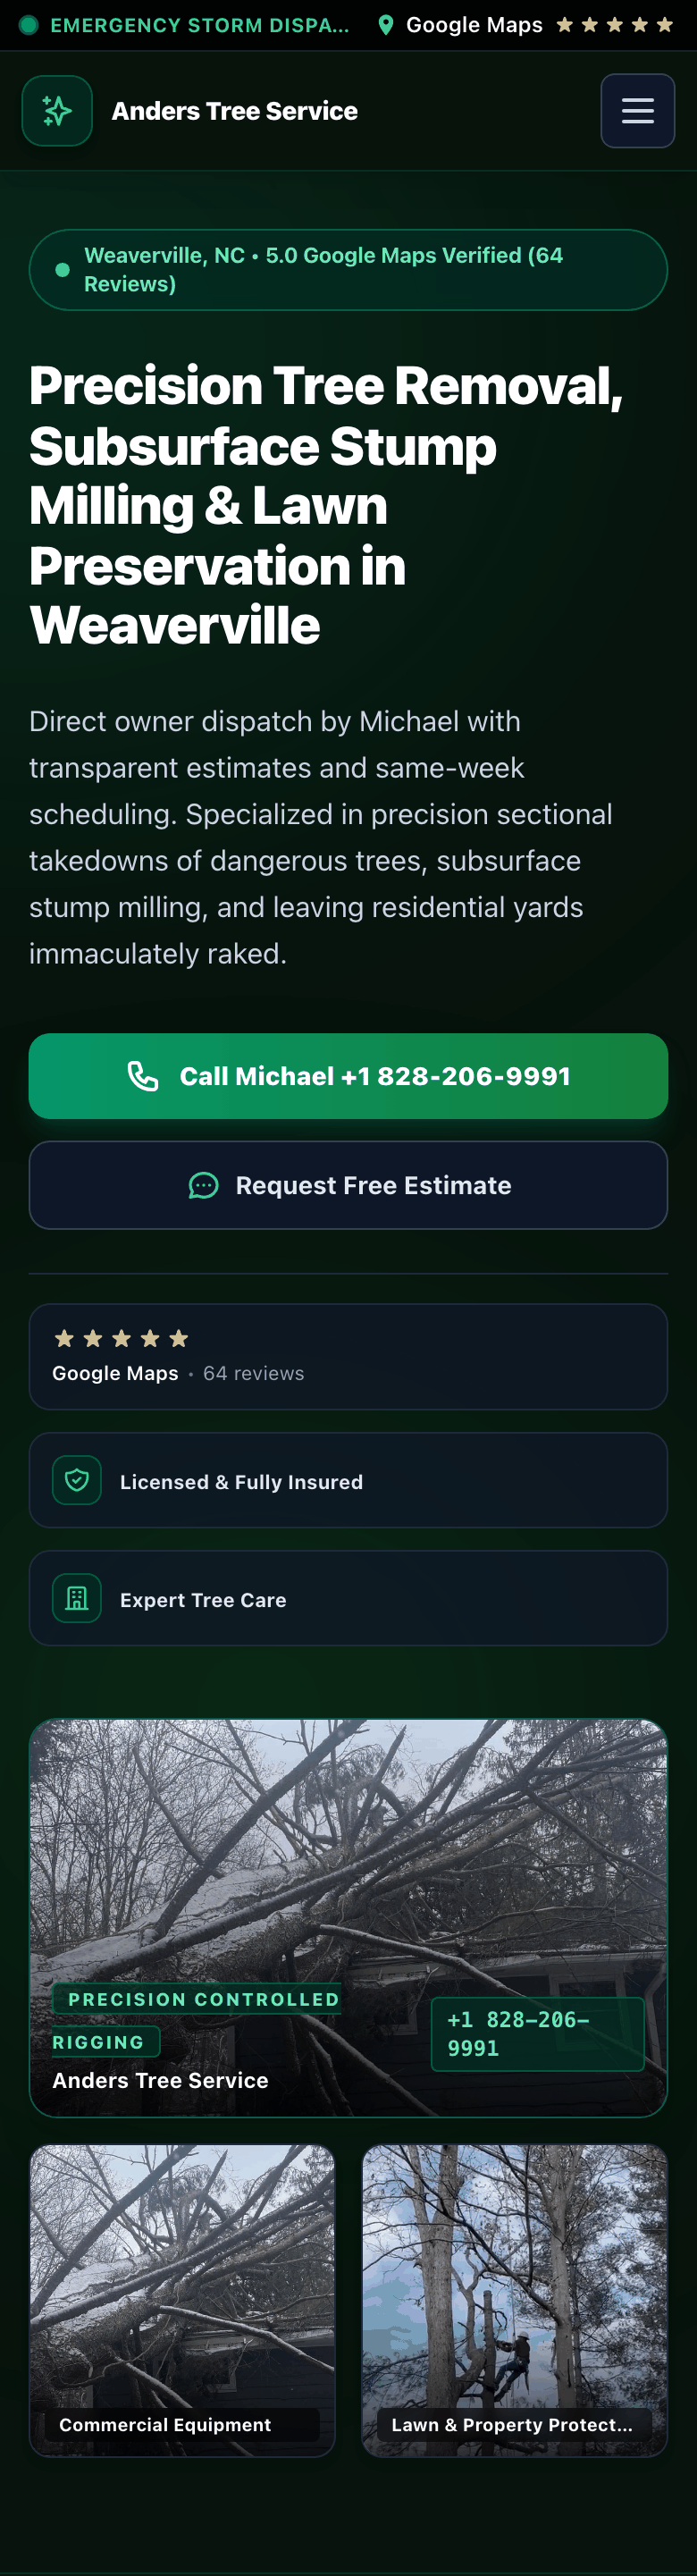 EMERGENCY STORM DISPA...
Google Maps
Anders Tree Service
Weaverville, NC • 5.0 Google Maps Verified (64
Reviews)
Precision Tree Removal,
Subsurface Stump
Milling & Lawn
Preservation in
Weaverville
Direct owner dispatch by Michael with
transparent estimates and same-week
scheduling. Specialized in precision sectional
takedowns of dangerous trees, subsurface
stump milling, and leaving residential yards
immaculately raked.
Call Michael +1 828-206-9991
Request Free Estimate
Google Maps • 64 reviews
Licensed & Fully Insured
Expert Tree Care
PRECISION CONTROLLED
RIGGING
Anders Tree Service
+1 828-206-
9991
Commercial Equipment
Lawn & Property Protect...